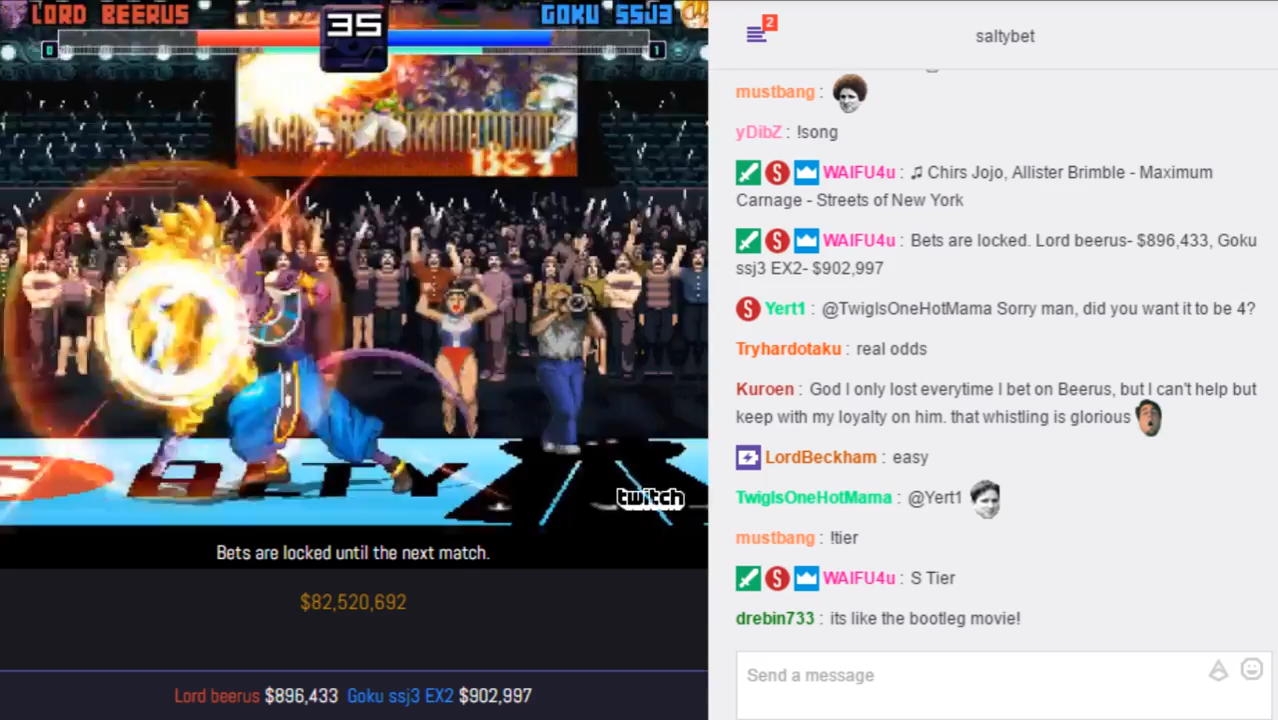 LORD BEERUS
35
GOKU SSJ3
0
1
twitch
Bets are locked until the next match.
$82,520,692
Lord beerus $896,433 Goku ssj3 EX2 $902,997
2
saltybet
mustbang :
yDibZ : !song
S WAIFU4u : ♫ Chirs Jojo, Allister Brimble - Maximum
Carnage - Streets of New York
S WAIFU4u : Bets are locked. Lord beerus- $896,433, Goku
ssj3 EX2- $902,997
S Yert1 : @TwigIsOneHotMama Sorry man, did you want it to be 4?
Tryhardotaku : real odds
Kuroen : God I only lost everytime I bet on Beerus, but I can't help but
keep with my loyalty on him. that whistling is glorious
LordBeckham : easy
TwigIsOneHotMama : @Yert1
mustbang : !tier
S WAIFU4u : S Tier
drebin733 : its like the bootleg movie!
Send a message